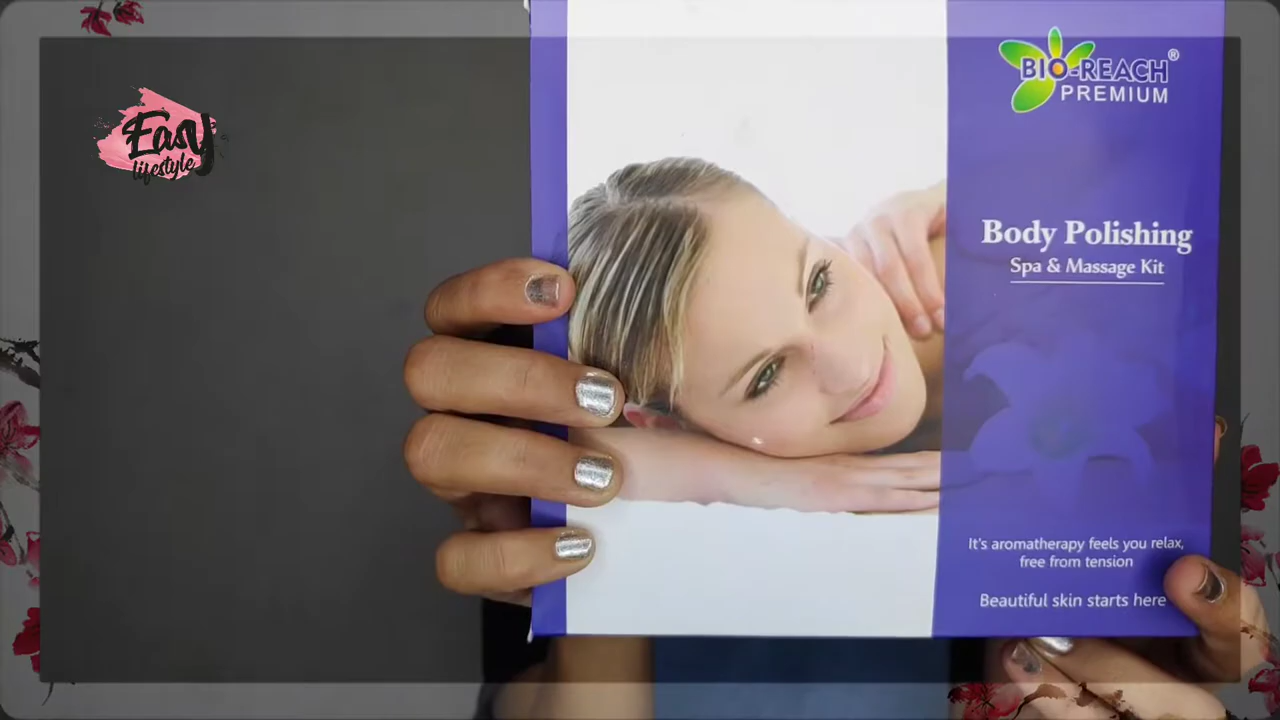 Easy
lifestyle
BIO-REACH®
PREMIUM
Body Polishing
Spa & Massage Kit
It's aromatherapy feels you relax,
free from tension
Beautiful skin starts here